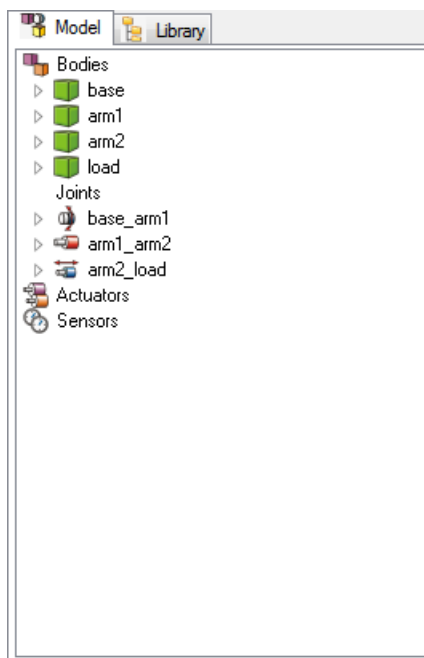 Model Library
Bodies
base
arm1
arm2
load
Joints
base_arm1
arm1_arm2
arm2_load
Actuators
Sensors